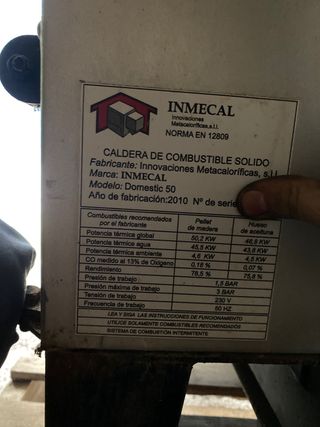 INMECAL
Innovaciones
Metacaloríficas,s.l.l.
NORMA EN 12809
CALDERA DE COMBUSTIBLE SOLIDO
Fabricante: Innovaciones Metacaloríficas, s.l.l.
Marca: INMECAL
Modelo: Domestic 50
Año de fabricación:2010 Nº de serie
Combustibles recomendados por el fabricante Pellet de madera Hueso de aceituna
Potencia térmica global 50,2 KW 46,8 KW
Potencia térmica agua 45,5 KW 43,8 KW
Potencia térmica ambiente 4,6 KW 4,5 KW
CO medido al 13% de Oxígeno 0,18 % 0,07 %
Rendimiento 78,5 % 75,8 %
Presión de trabajo 1,5 BAR
Presión máxima de trabajo 3 BAR
Tensión de trabajo 230 V
Frecuencia de trabajo 50 HZ
LEA Y SIGA LAS INSTRUCCIONES DE FUNCIONAMIENTO
UTILICE SOLAMENTE COMBUSTIBLES RECOMENDADOS
SISTEMA DE COMBUSTIÓN INTERMITENTE